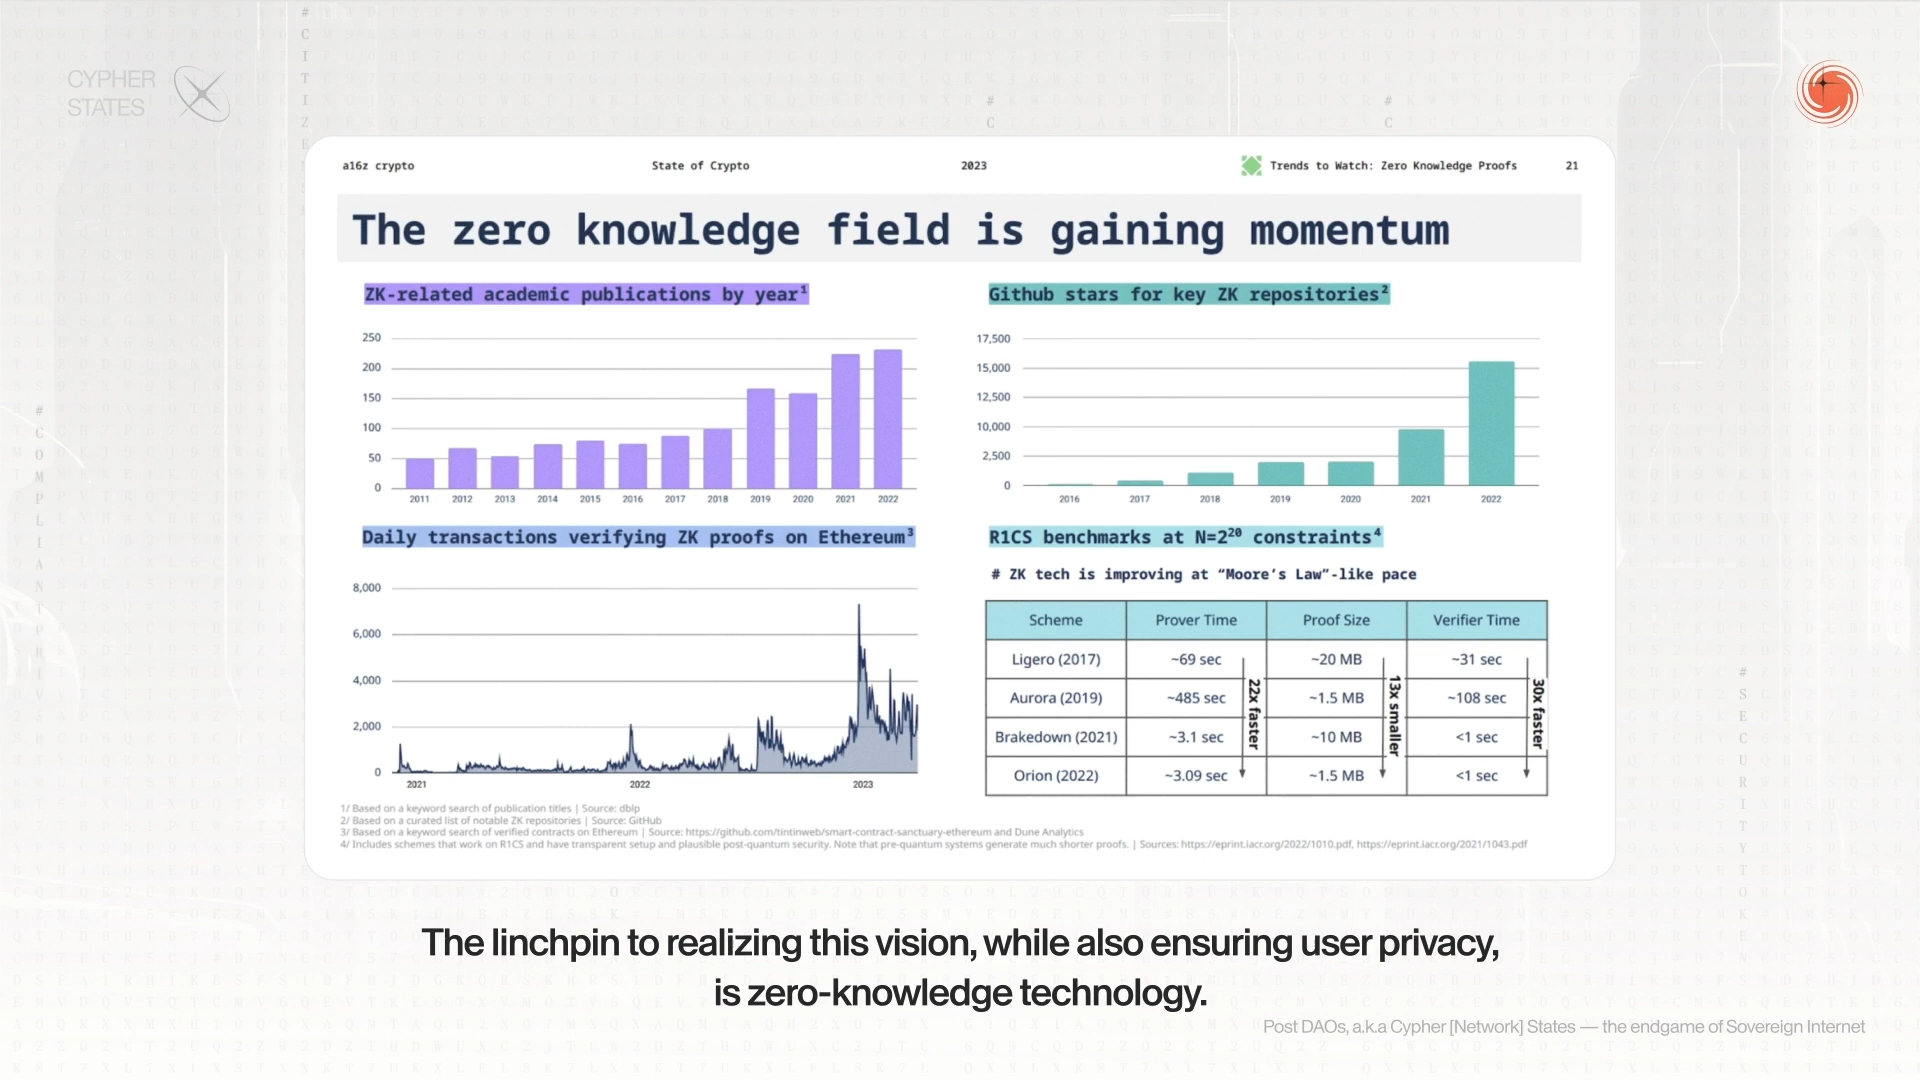 CYPHER
STATES
a16z crypto
State of Crypto
2023
Trends to Watch: Zero Knowledge Proofs
21
The zero knowledge field is gaining momentum
ZK-related academic publications by year¹
250
200
150
100
50
0
2011 2012 2013 2014 2015 2016 2017 2018 2019 2020 2021 2022
Github stars for key ZK repositories²
17,500
15,000
12,500
10,000
2,500
0
2016 2017 2018 2019 2020 2021 2022
Daily transactions verifying ZK proofs on Ethereum³
8,000
6,000
4,000
2,000
0
2021 2022 2023
R1CS benchmarks at N=2²⁰ constraints⁴
# ZK tech is improving at “Moore’s Law”-like pace
Scheme Prover Time Proof Size Verifier Time
Ligero (2017) ~69 sec ~20 MB ~31 sec
Aurora (2019) ~485 sec ~1.5 MB ~108 sec
Brakedown (2021) ~3.1 sec ~10 MB <1 sec
Orion (2022) ~3.09 sec ~1.5 MB <1 sec
22x faster
13x smaller
30x faster
1/ Based on a keyword search of publication titles | Source: dblp
2/ Based on a curated list of notable ZK repositories | Source: GitHub
3/ Based on a keyword search of verified contracts on Ethereum | Source: https://github.com/tintinweb/smart-contract-sanctuary-ethereum and Dune Analytics
4/ Includes schemes that work on R1CS and have transparent setup and plausible post-quantum security. Note that pre-quantum systems generate much shorter proofs. | Sources: https://eprint.iacr.org/2022/1010.pdf, https://eprint.iacr.org/2021/1043.pdf
The linchpin to realizing this vision, while also ensuring user privacy,
is zero-knowledge technology.
Post DAOs, a.k.a Cypher [Network] States — the endgame of Sovereign Internet